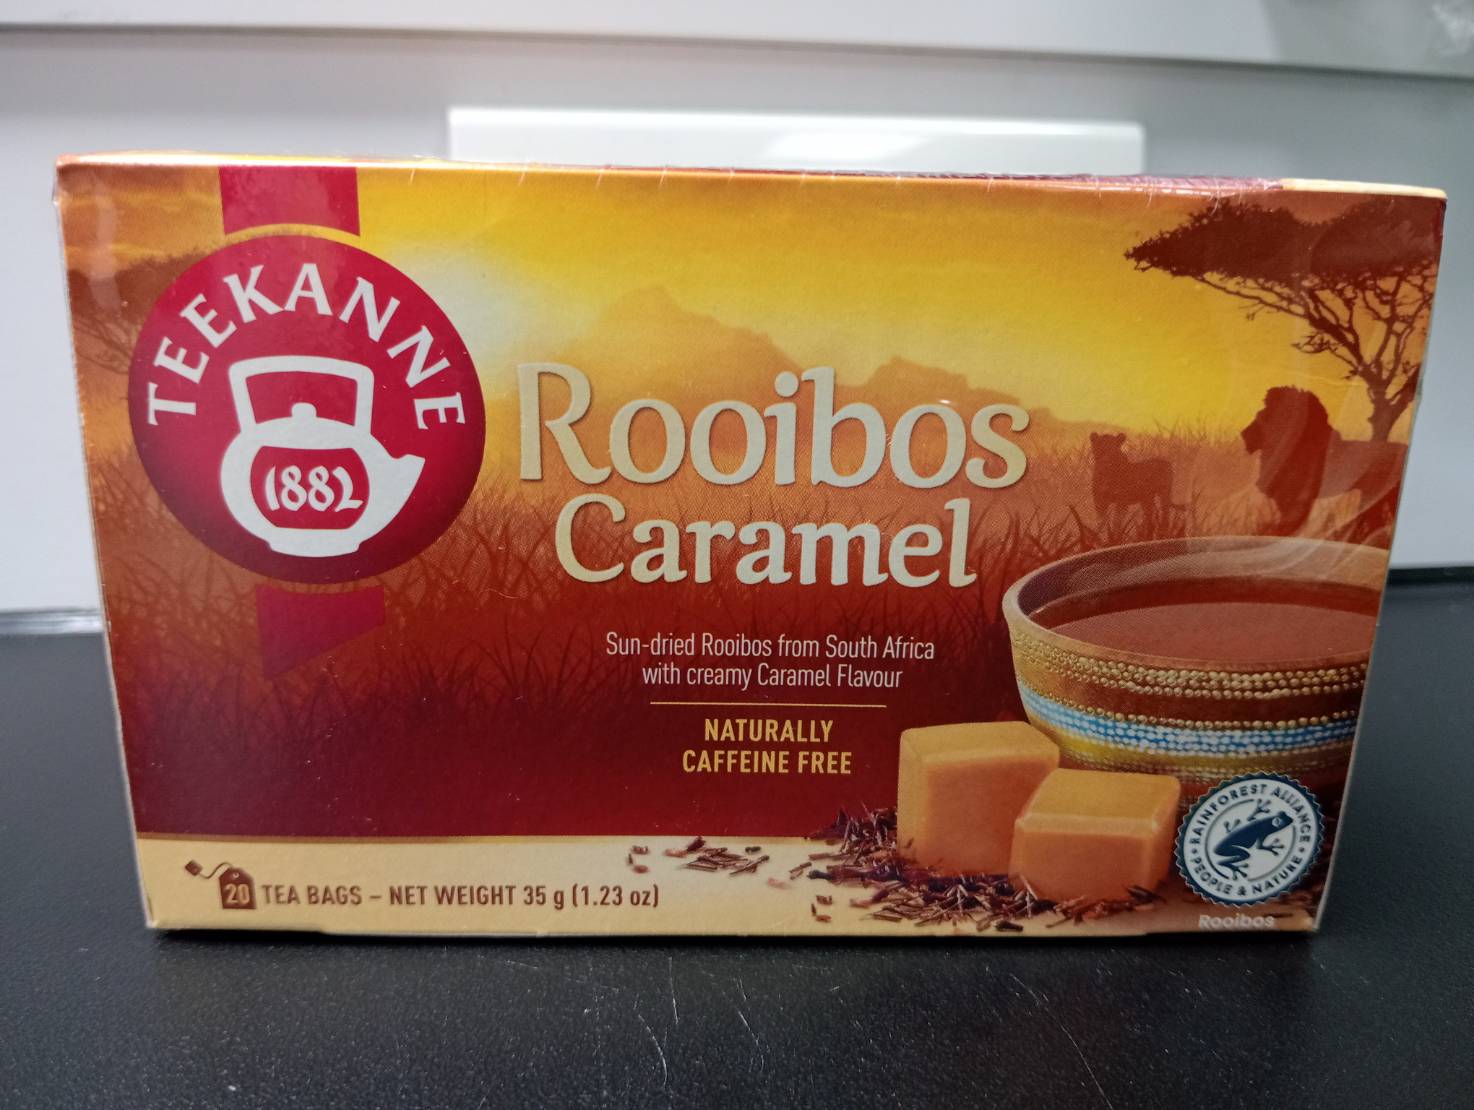 TEEKANNE
1882
Rooibos
Caramel
Sun-dried Rooibos from South Africa
with creamy Caramel Flavour
NATURALLY
CAFFEINE FREE
20 TEA BAGS – NET WEIGHT 35 g (1.23 oz)
RAINFOREST ALLIANCE
PEOPLE & NATURE
Rooibos